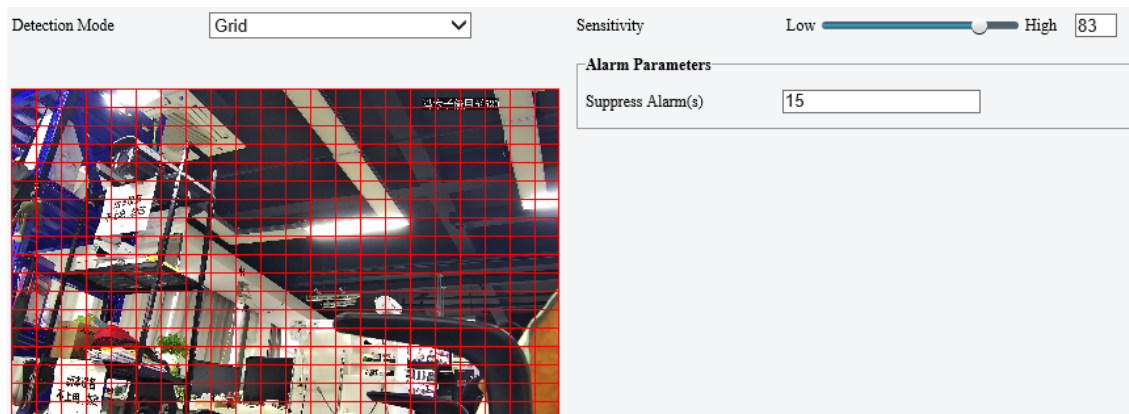 Detection Mode
Grid
Sensitivity
Low
High
83
Alarm Parameters
Suppress Alarm(s)
15